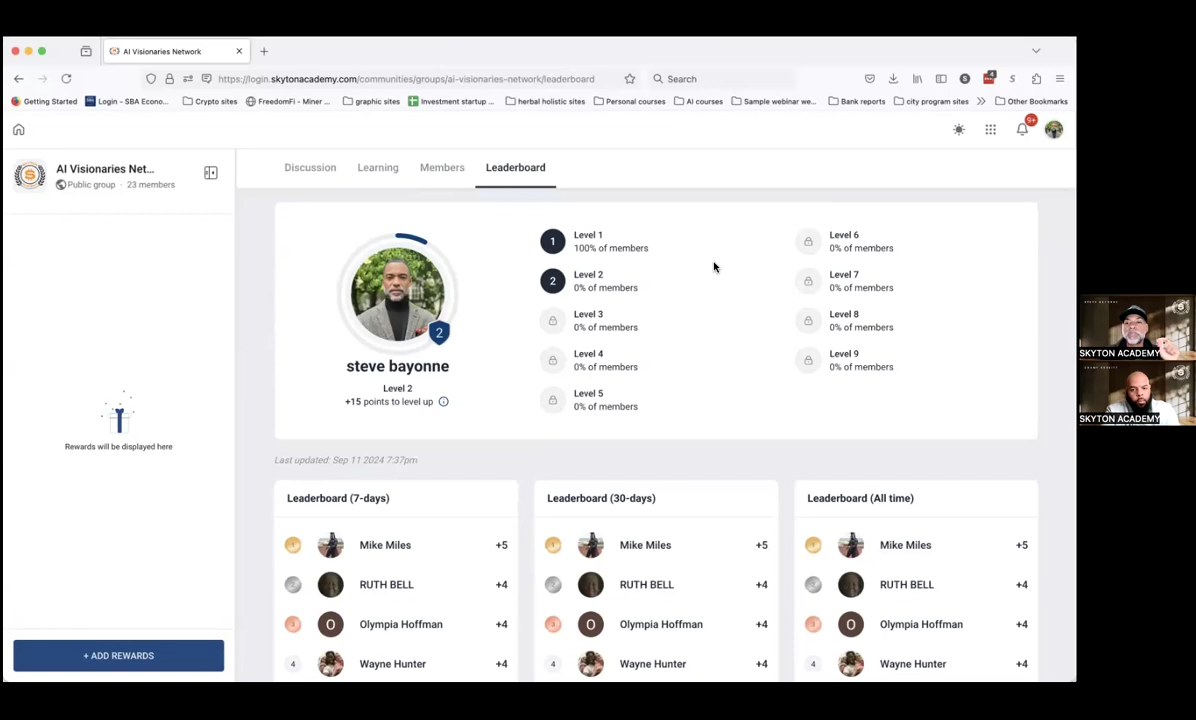 AI Visionaries Network
https://login.skytonacademy.com/communities/groups/ai-visionaries-network/leaderboard
Search
4
Getting Started
Login - SBA Econo...
Crypto sites
FreedomFi - Miner ...
graphic sites
Investment startup ...
herbal holistic sites
Personal courses
AI courses
Sample webinar we...
Bank reports
city program sites
Other Bookmarks
9+
AI Visionaries Net...
Public group · 23 members
Discussion
Learning
Members
Leaderboard
Rewards will be displayed here
+ ADD REWARDS
2
steve bayonne
Level 2
+15 points to level up
1
Level 1
100% of members
2
Level 2
0% of members
Level 3
0% of members
Level 4
0% of members
Level 5
0% of members
Level 6
0% of members
Level 7
0% of members
Level 8
0% of members
Level 9
0% of members
Last updated: Sep 11 2024 7:37pm
Leaderboard (7-days)
Mike Miles +5
RUTH BELL +4
O Olympia Hoffman +4
4 Wayne Hunter +4
Leaderboard (30-days)
Mike Miles +5
RUTH BELL +4
O Olympia Hoffman +4
4 Wayne Hunter +4
Leaderboard (All time)
Mike Miles +5
RUTH BELL +4
O Olympia Hoffman +4
4 Wayne Hunter +4
SKYTON ACADEMY
SKYTON ACADEMY